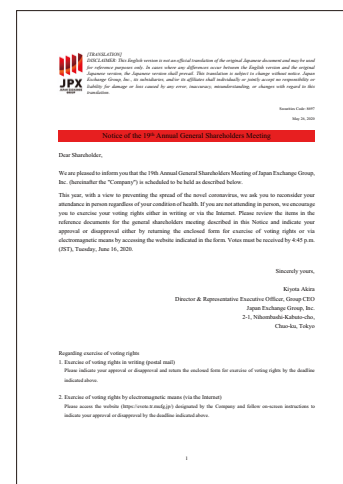 [TRANSLATION]
DISCLAIMER: This English version is not an official translation of the original Japanese document and may be used
for reference purposes only. In cases where any differences occur between the English version and the original
Japanese version, the Japanese version shall prevail. This translation is subject to change without notice. Japan
Exchange Group, Inc., its subsidiaries, and/or its affiliates shall individually or jointly accept no responsibility or
liability for damage or loss caused by any error, inaccuracy, misunderstanding, or changes with regard to this
translation.
JPX
JAPAN EXCHANGE
GROUP
Securities Code: 8697
May 26, 2020
Notice of the 19th Annual General Shareholders Meeting
Dear Shareholder,
We are pleased to inform you that the 19th Annual General Shareholders Meeting of Japan Exchange Group,
Inc. (hereinafter the "Company") is scheduled to be held as described below.
This year, with a view to preventing the spread of the novel coronavirus, we ask you to reconsider your
attendance in person regardless of your condition of health. If you are not attending in person, we encourage
you to exercise your voting rights either in writing or via the Internet. Please review the items in the
reference documents for the general shareholders meeting described in this Notice and indicate your
approval or disapproval either by returning the enclosed form for exercise of voting rights or via
electromagnetic means by accessing the website indicated in the form. Votes must be received by 4:45 p.m.
(JST), Tuesday, June 16, 2020.
Sincerely yours,
Kiyota Akira
Director & Representative Executive Officer, Group CEO
Japan Exchange Group, Inc.
2-1, Nihombashi-Kabuto-cho,
Chuo-ku, Tokyo
Regarding exercise of voting rights
1. Exercise of voting rights in writing (postal mail)
Please indicate your approval or disapproval and return the enclosed form for exercise of voting rights by the deadline
indicated above.
2. Exercise of voting rights by electromagnetic means (via the Internet)
Please access the website (https://evote.tr.mufg.jp/) designated by the Company and follow on-screen instructions to
indicate your approval or disapproval by the deadline indicated above.
1